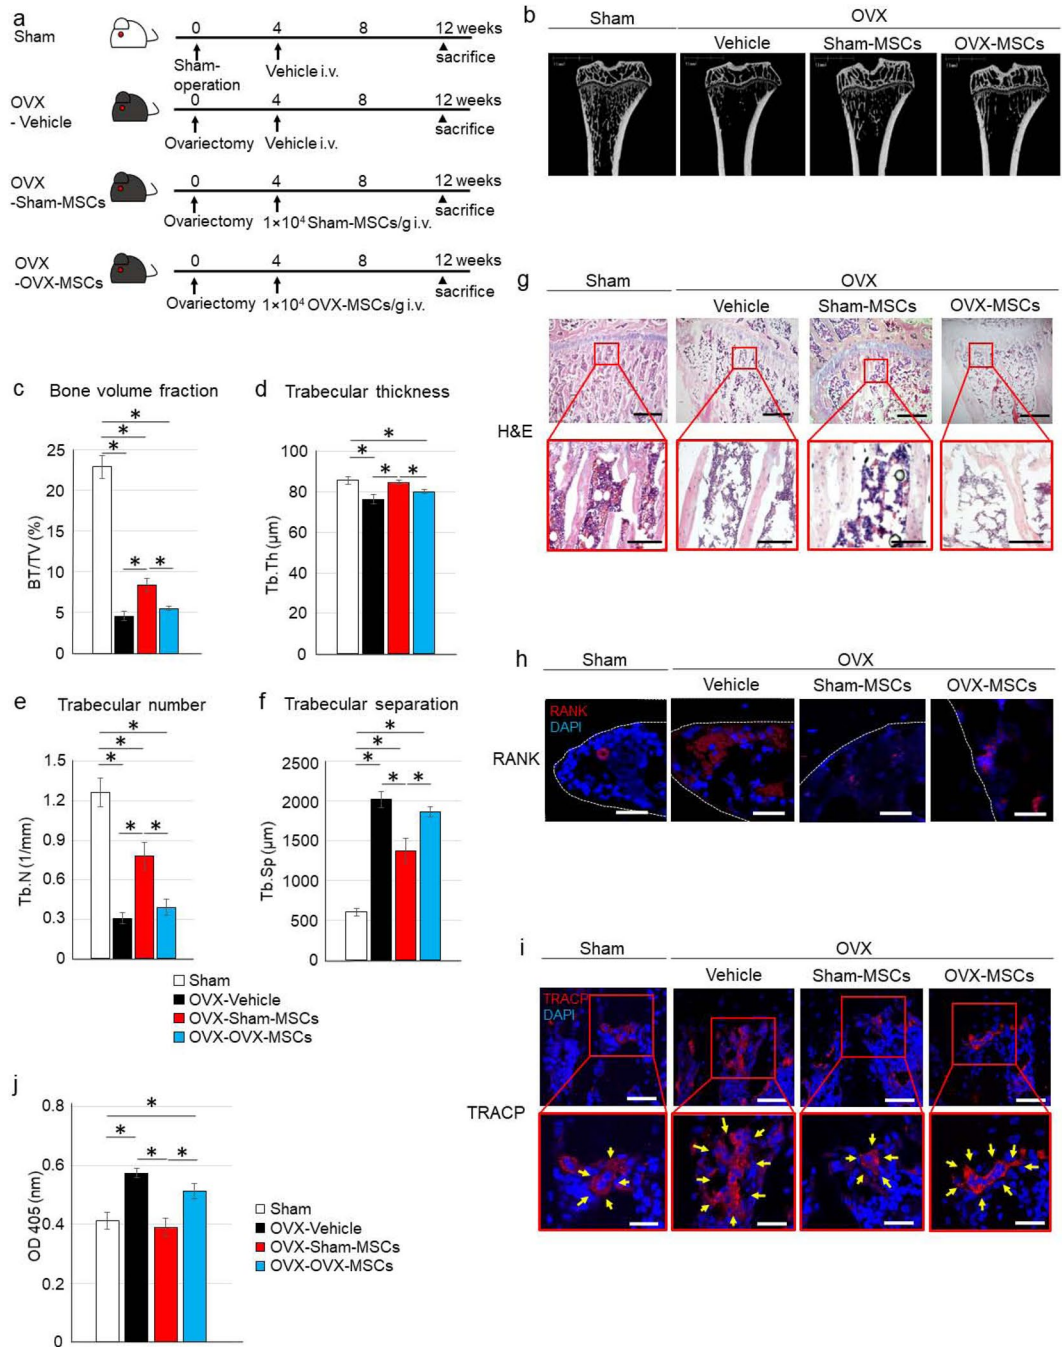 a
Sham
0 4 8 12 weeks
Sham-
operation
Vehicle i.v.
sacrifice
OVX
- Vehicle
0 4 8 12 weeks
Ovariectomy Vehicle i.v. sacrifice
OVX
-Sham-MSCs
0 4 8 12 weeks
Ovariectomy 1×10⁴ Sham-MSCs/g i.v. sacrifice
OVX
-OVX-MSCs
0 4 8 12 weeks
Ovariectomy 1×10⁴ OVX-MSCs/g i.v. sacrifice
b
Sham OVX
Vehicle Sham-MSCs OVX-MSCs
c Bone volume fraction
* * * * *
BT/TV (%)
25
20
15
10
5
0
d Trabecular thickness
* * * *
Tb.Th (μm)
100
80
60
40
20
0
e Trabecular number
* * * * *
Tb.N (1/mm)
1.5
1.2
0.9
0.6
0.3
0
f Trabecular separation
* * * * *
Tb.Sp (μm)
2500
2000
1500
1000
500
0
Sham
OVX-Vehicle
OVX-Sham-MSCs
OVX-OVX-MSCs
g
Sham OVX
Vehicle Sham-MSCs OVX-MSCs
H&E
h
Sham OVX
Vehicle Sham-MSCs OVX-MSCs
RANK
DAPI
RANK
i
Sham OVX
Vehicle Sham-MSCs OVX-MSCs
TRACP
DAPI
TRACP
j
* * * *
OD 405 (nm)
0.8
0.6
0.4
0.2
0
Sham
OVX-Vehicle
OVX-Sham-MSCs
OVX-OVX-MSCs